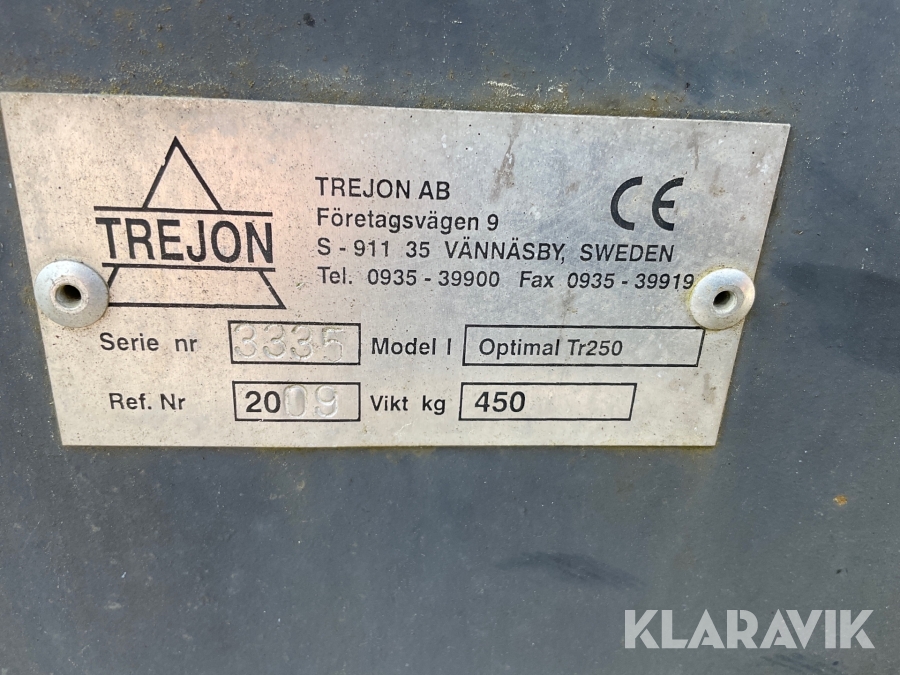 TREJON
TREJON AB
Företagsvägen 9
S - 911 35 VÄNNÄSBY, SWEDEN
Tel. 0935 - 39900 Fax 0935 - 39919
CE
Serie nr 3335 Model l Optimal Tr250
Ref. Nr 2009 Vikt kg 450
KLARAVIK